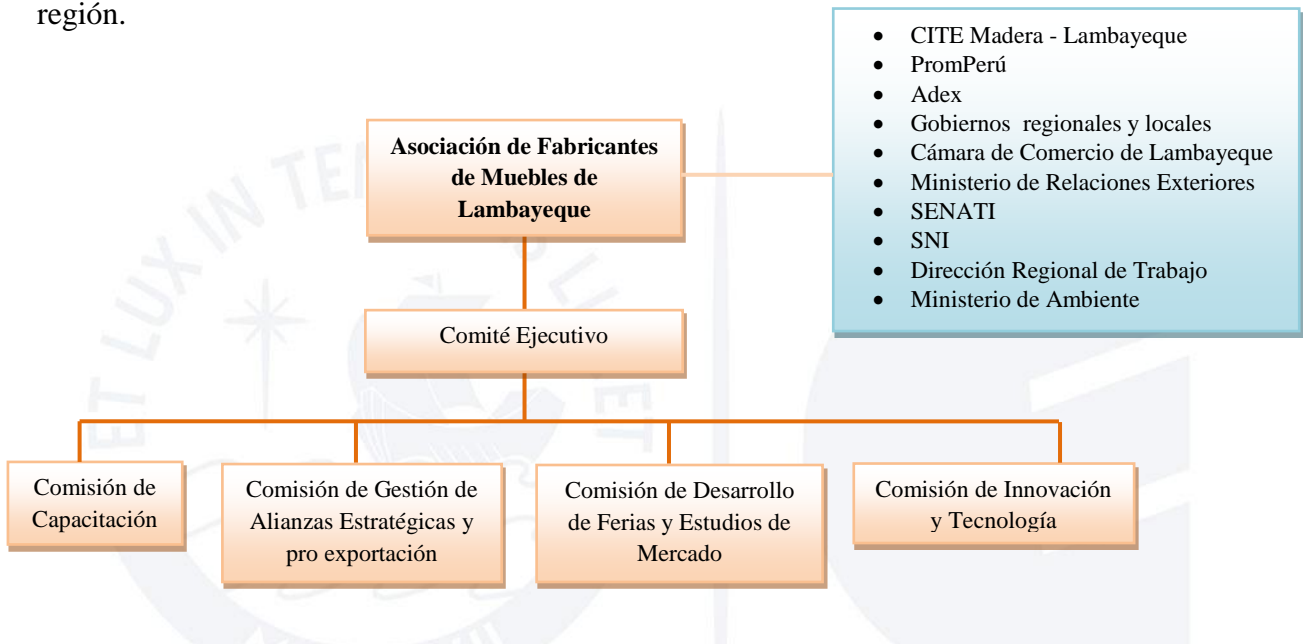 región.
• CITE Madera - Lambayeque
• PromPerú
• Adex
• Gobiernos regionales y locales
• Cámara de Comercio de Lambayeque
• Ministerio de Relaciones Exteriores
• SENATI
• SNI
• Dirección Regional de Trabajo
• Ministerio de Ambiente
Asociación de Fabricantes
de Muebles de
Lambayeque
Comité Ejecutivo
Comisión de
Capacitación
Comisión de Gestión de
Alianzas Estratégicas y
pro exportación
Comisión de Desarrollo
de Ferias y Estudios de
Mercado
Comisión de Innovación
y Tecnología